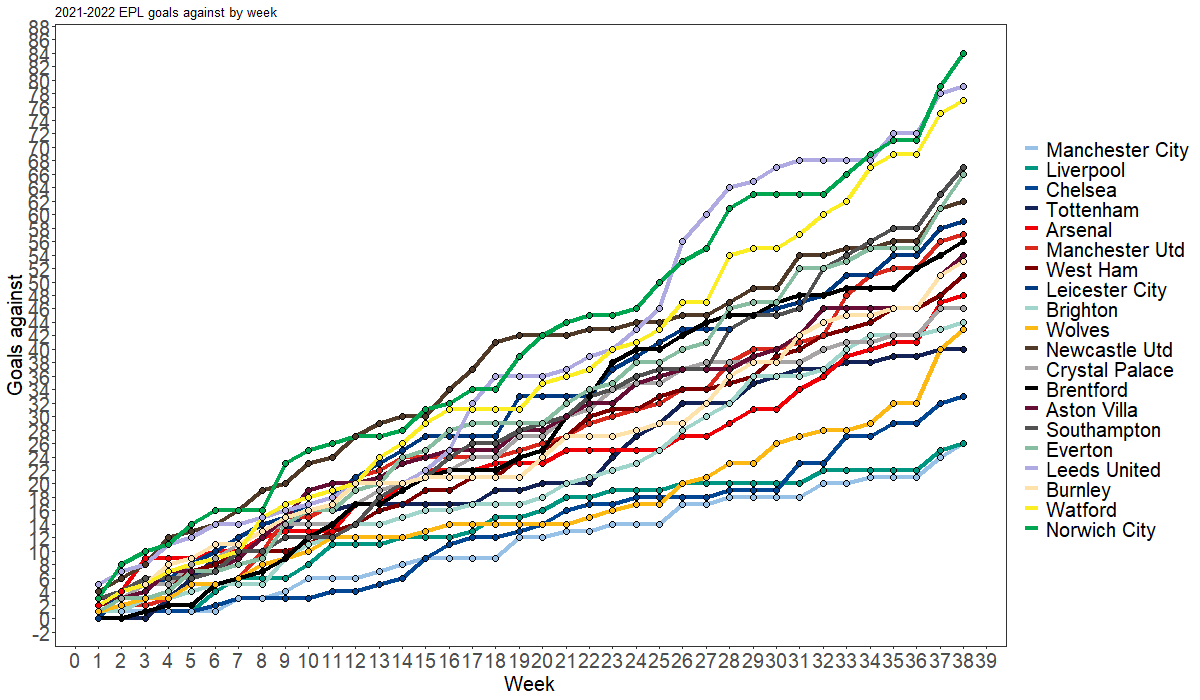 2021-2022 EPL goals against by week
88
86
84
82
80
78
76
74
72
70
68
66
64
62
60
58
56
54
52
50
48
46
44
42
40
38
36
34
32
30
28
26
24
22
20
18
16
14
12
10
8
6
4
2
0
-2
Goals against
0 1 2 3 4 5 6 7 8 9 10 11 12 13 14 15 16 17 18 19 20 21 22 23 24 25 26 27 28 29 30 31 32 33 34 35 36 37 38 39
Week
Manchester City
Liverpool
Chelsea
Tottenham
Arsenal
Manchester Utd
West Ham
Leicester City
Brighton
Wolves
Newcastle Utd
Crystal Palace
Brentford
Aston Villa
Southampton
Everton
Leeds United
Burnley
Watford
Norwich City